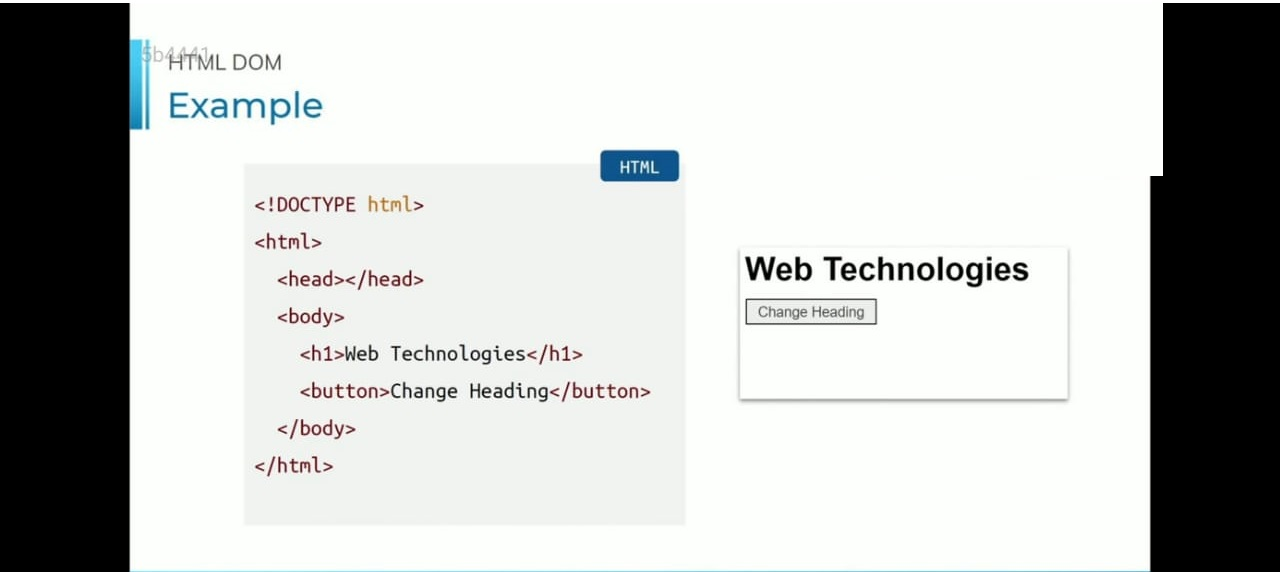 5b4441
HTML DOM
Example
HTML
<!DOCTYPE html>
<html>
<head></head>
<body>
<h1>Web Technologies</h1>
<button>Change Heading</button>
</body>
</html>
Web Technologies
Change Heading